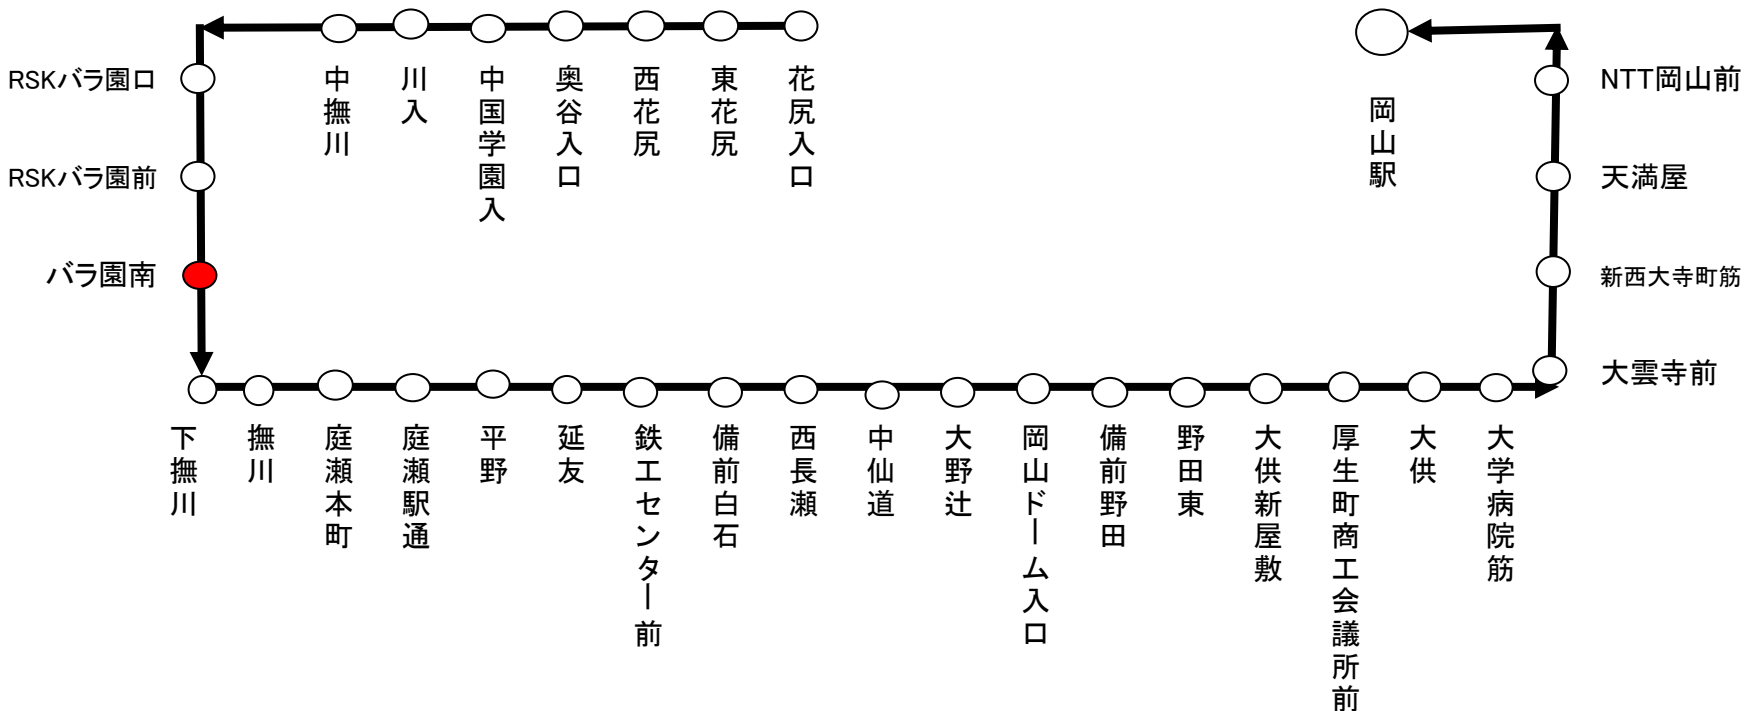 花尻入口
東花尻
西花尻
奥谷入口
中国学園入
川入
中撫川
RSKバラ園口
RSKバラ園前
バラ園南
下撫川
撫川
庭瀬本町
庭瀬駅通
平野
延友
鉄工センター前
備前白石
西長瀬
中仙道
大野辻
岡山ドーム入口
備前野田
野田東
大供新屋敷
厚生町商工会議所前
大供
大学病院筋
大雲寺前
新西大寺町筋
天満屋
NTT岡山前
岡山駅